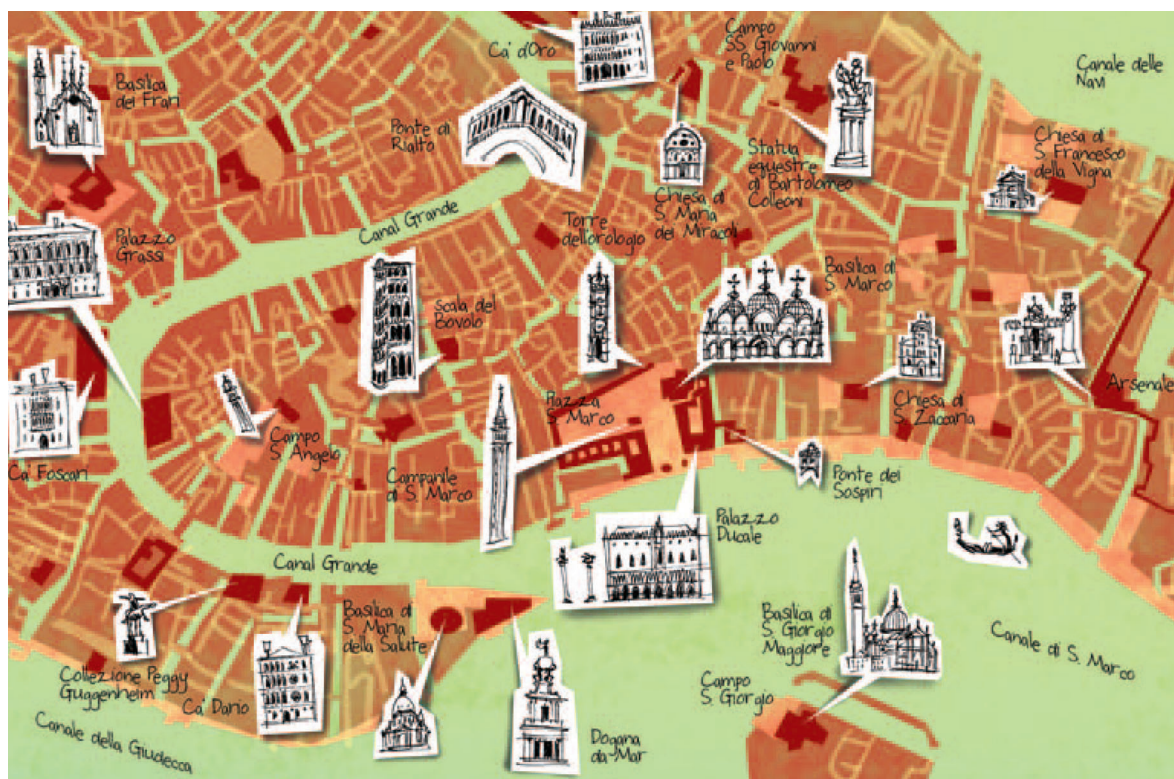 Ca' d'Oro
Campo
SS. Giovanni
e Paolo
Canale delle
Navi
Basilica
dei Frari
Ponte di
Rialto
Statua
equestre
di Bartolomeo
Colleoni
Chiesa di
S. Francesco
della Vigna
Chiesa di
S. Maria
dei Miracoli
Canal Grande
Torre
dell'orologio
Palazzo
Grassi
Basilica di
S. Marco
Scala del
Bovolo
Arsenale
Piazza
S. Marco
Chiesa di
S. Zaccaria
Campo
S. Angelo
Ca' Foscari
Campanile
di S. Marco
Ponte dei
Sospiri
Palazzo
Ducale
Canal Grande
Basilica di
S. Maria
della Salute
Basilica di
S. Giorgio
Maggiore
Canale di S. Marco
Collezione Peggy
Guggenheim
Ca' Dario
Campo
S. Giorgio
Dogana
da Mar
Canale della Giudecca